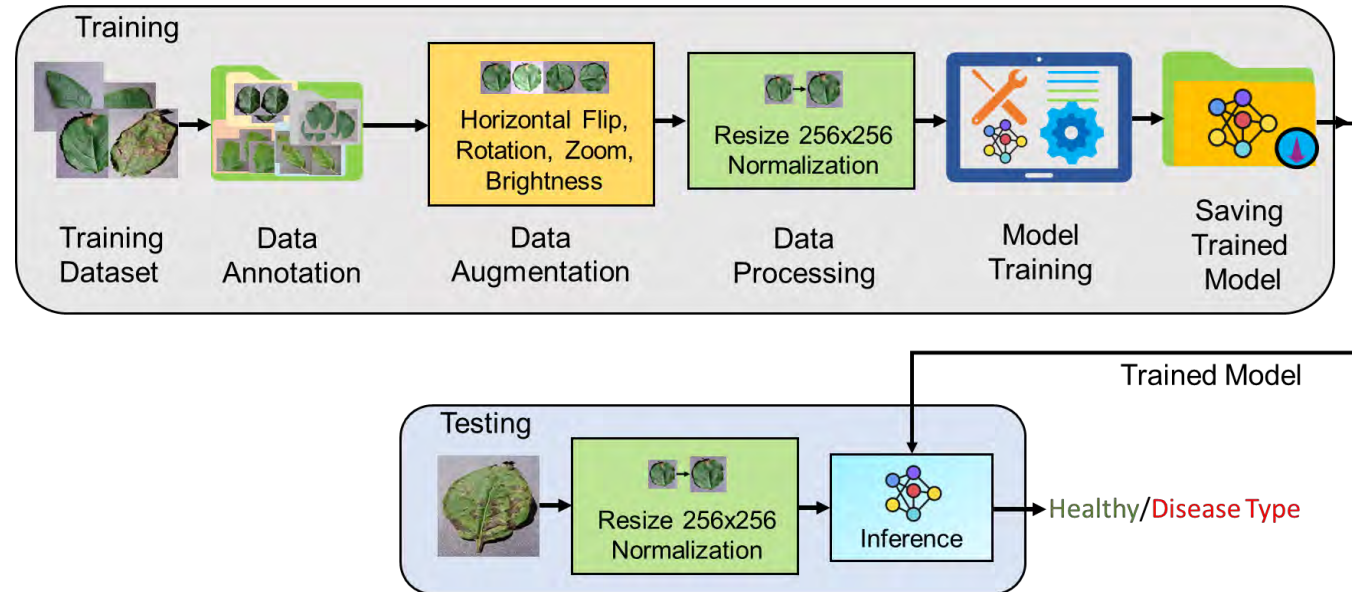 Training
Horizontal Flip,
Rotation, Zoom,
Brightness
Resize 256x256
Normalization
Training
Dataset
Data
Annotation
Data
Augmentation
Data
Processing
Model
Training
Saving
Trained
Model
Trained Model
Testing
Resize 256x256
Normalization
Inference
Healthy/Disease Type